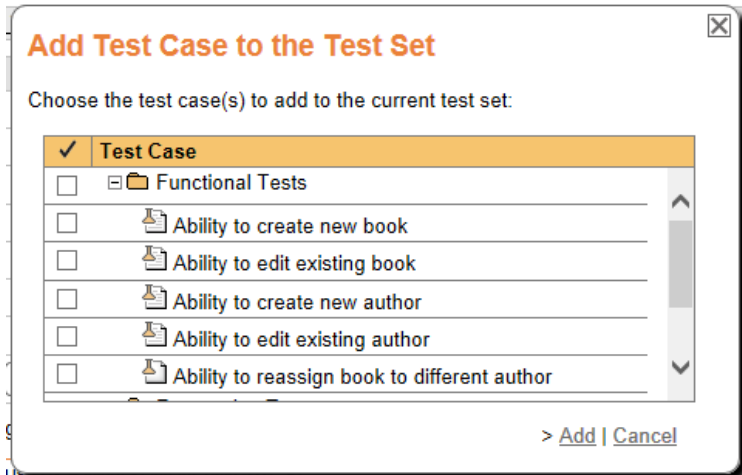 Add Test Case to the Test Set
Choose the test case(s) to add to the current test set:
Test Case
Functional Tests
Ability to create new book
Ability to edit existing book
Ability to create new author
Ability to edit existing author
Ability to reassign book to different author
> Add | Cancel